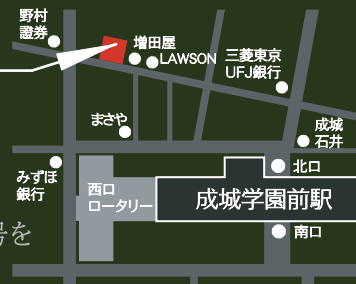 野村
證券
増田屋
LAWSON
三菱東京
UFJ銀行
まさや
成城
石井
みずほ
銀行
西口
ロータリー
北口
成城学園前駅
南口
号を